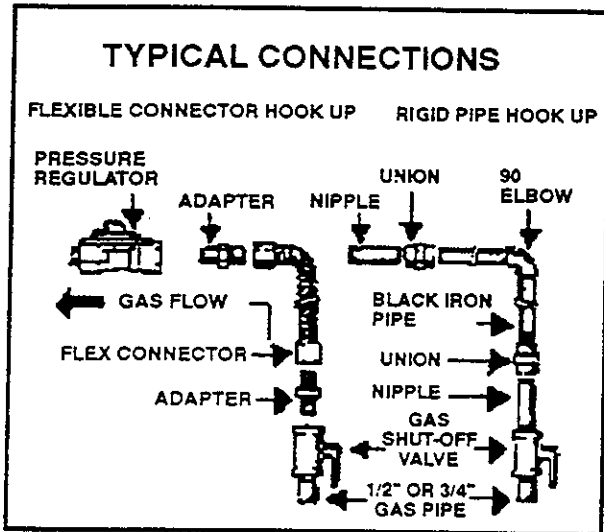 TYPICAL CONNECTIONS
FLEXIBLE CONNECTOR HOOK UP
RIGID PIPE HOOK UP
PRESSURE
REGULATOR
ADAPTER
NIPPLE
UNION
90
ELBOW
GAS FLOW
BLACK IRON
PIPE
FLEX CONNECTOR
UNION
ADAPTER
NIPPLE
GAS
SHUT-OFF
VALVE
1/2" OR 3/4"
GAS PIPE